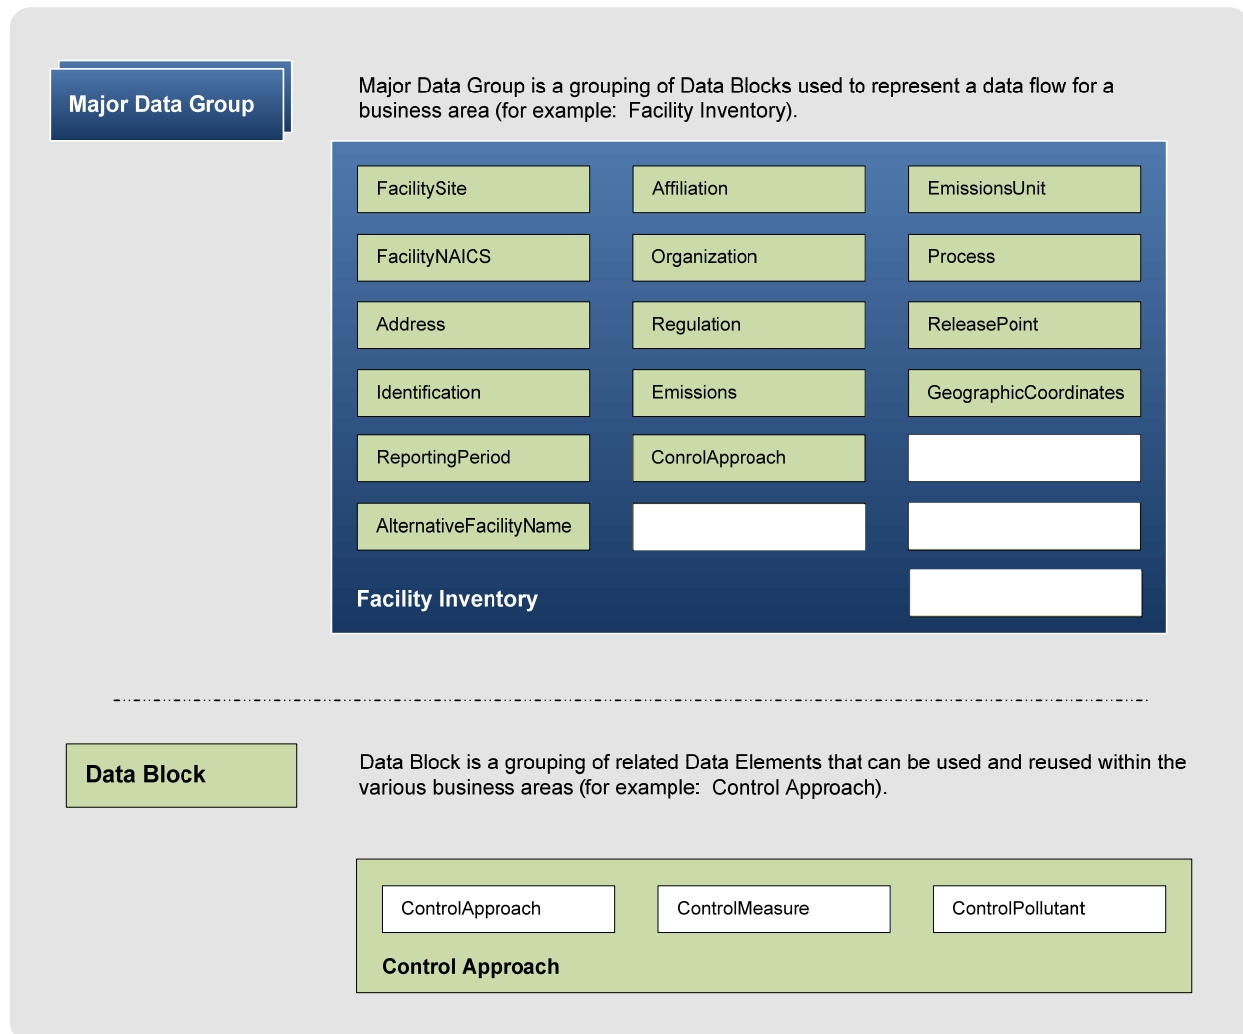 Major Data Group
Major Data Group is a grouping of Data Blocks used to represent a data flow for a
business area (for example:  Facility Inventory).
FacilitySite
Affiliation
EmissionsUnit
FacilityNAICS
Organization
Process
Address
Regulation
ReleasePoint
Identification
Emissions
GeographicCoordinates
ReportingPeriod
ConrolApproach
AlternativeFacilityName
Facility Inventory
Data Block
Data Block is a grouping of related Data Elements that can be used and reused within the
various business areas (for example:  Control Approach).
ControlApproach
ControlMeasure
ControlPollutant
Control Approach